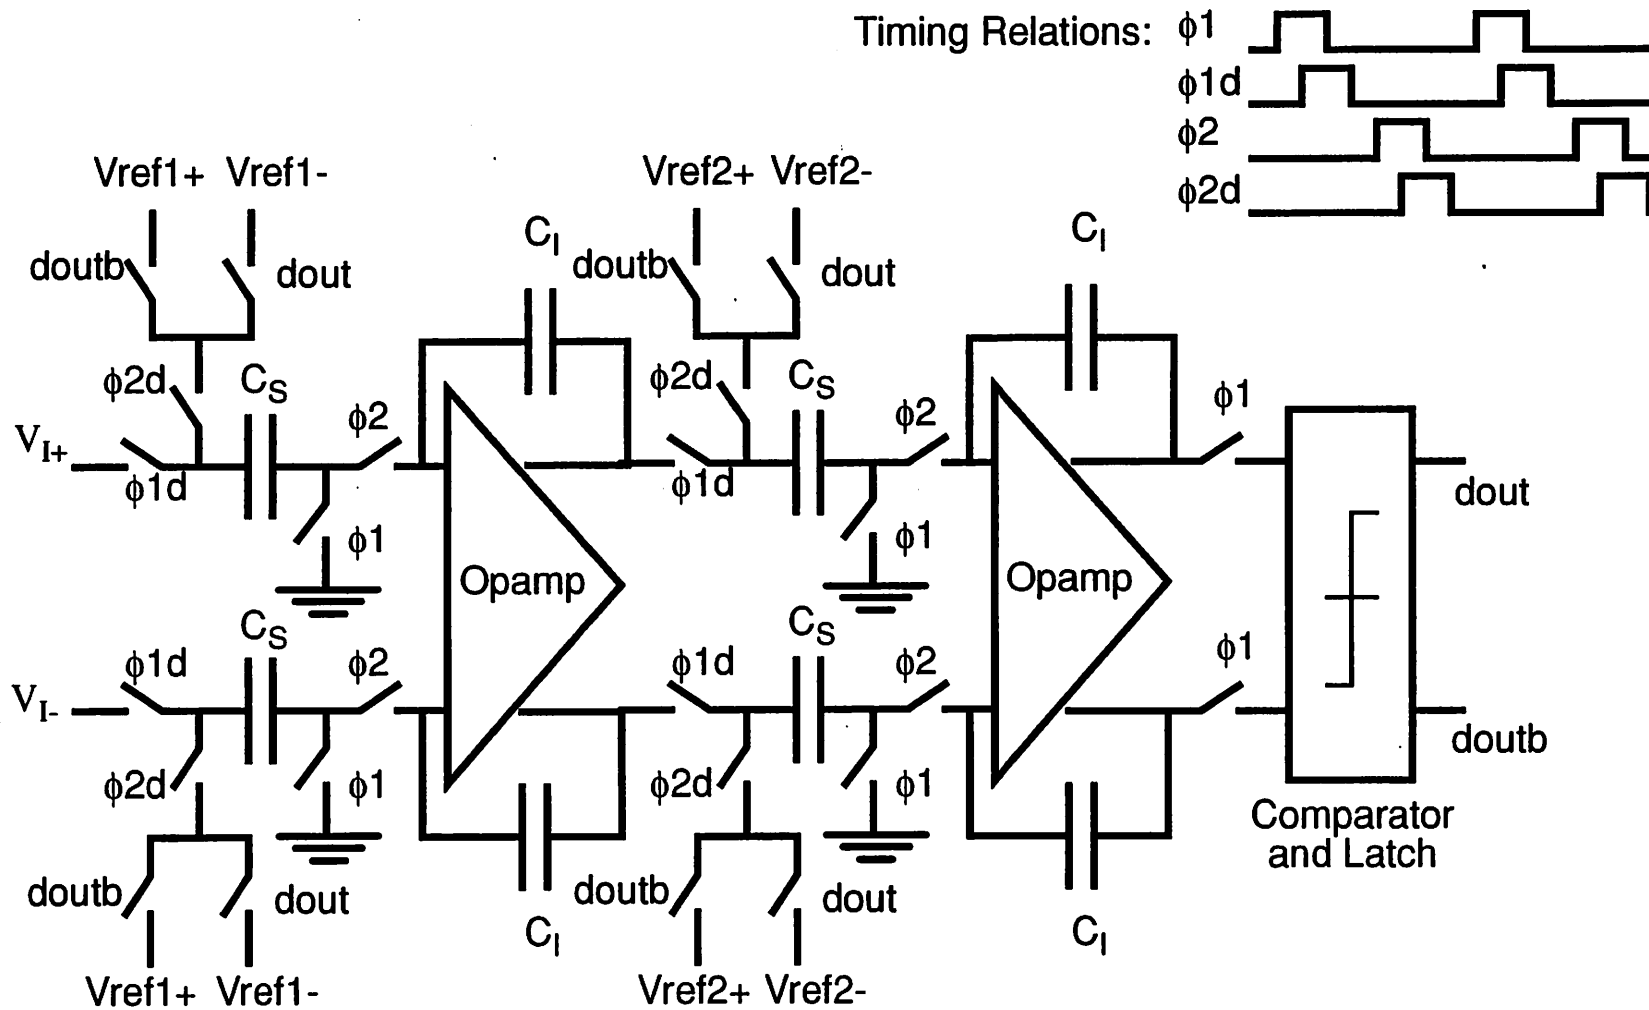 Timing Relations: ϕ1
ϕ1d
ϕ2
ϕ2d
Vref1+ Vref1-
Vref2+ Vref2-
doutb dout
CI
doutb dout
CI
ϕ2d CS
ϕ2
ϕ2d CS
ϕ2
ϕ1
VI+
ϕ1d
ϕ1d
dout
ϕ1
ϕ1
Opamp
Opamp
CS
CS
ϕ1d ϕ2
ϕ1d ϕ2
ϕ1
VI-
doutb
ϕ2d ϕ1
ϕ2d ϕ1
Comparator
and Latch
doutb dout
CI
doutb dout
CI
Vref1+ Vref1-
Vref2+ Vref2-